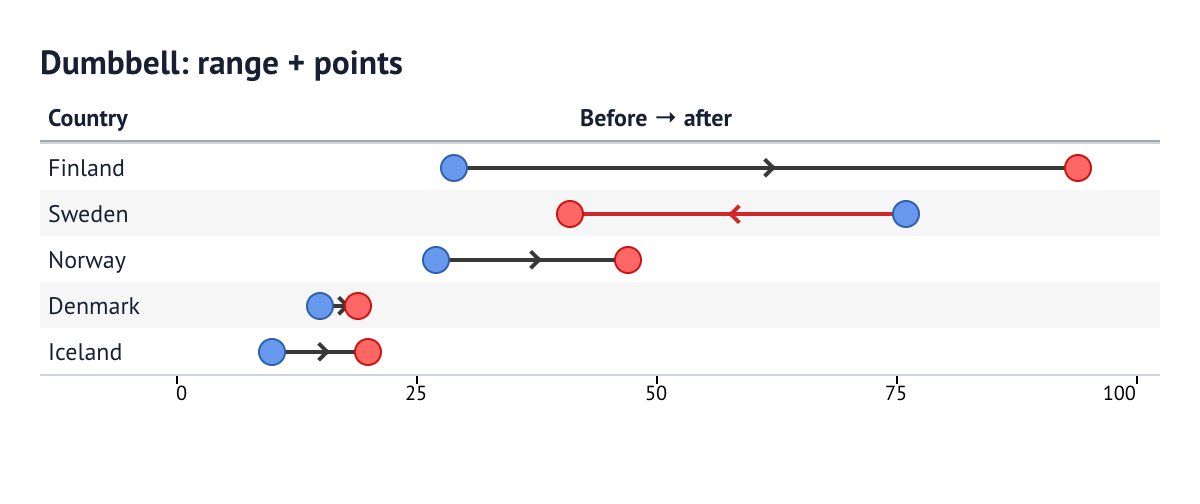 Dumbbell: range + points
Country Before → after
Finland
Sweden
Norway
Denmark
Iceland
0 25 50 75 100